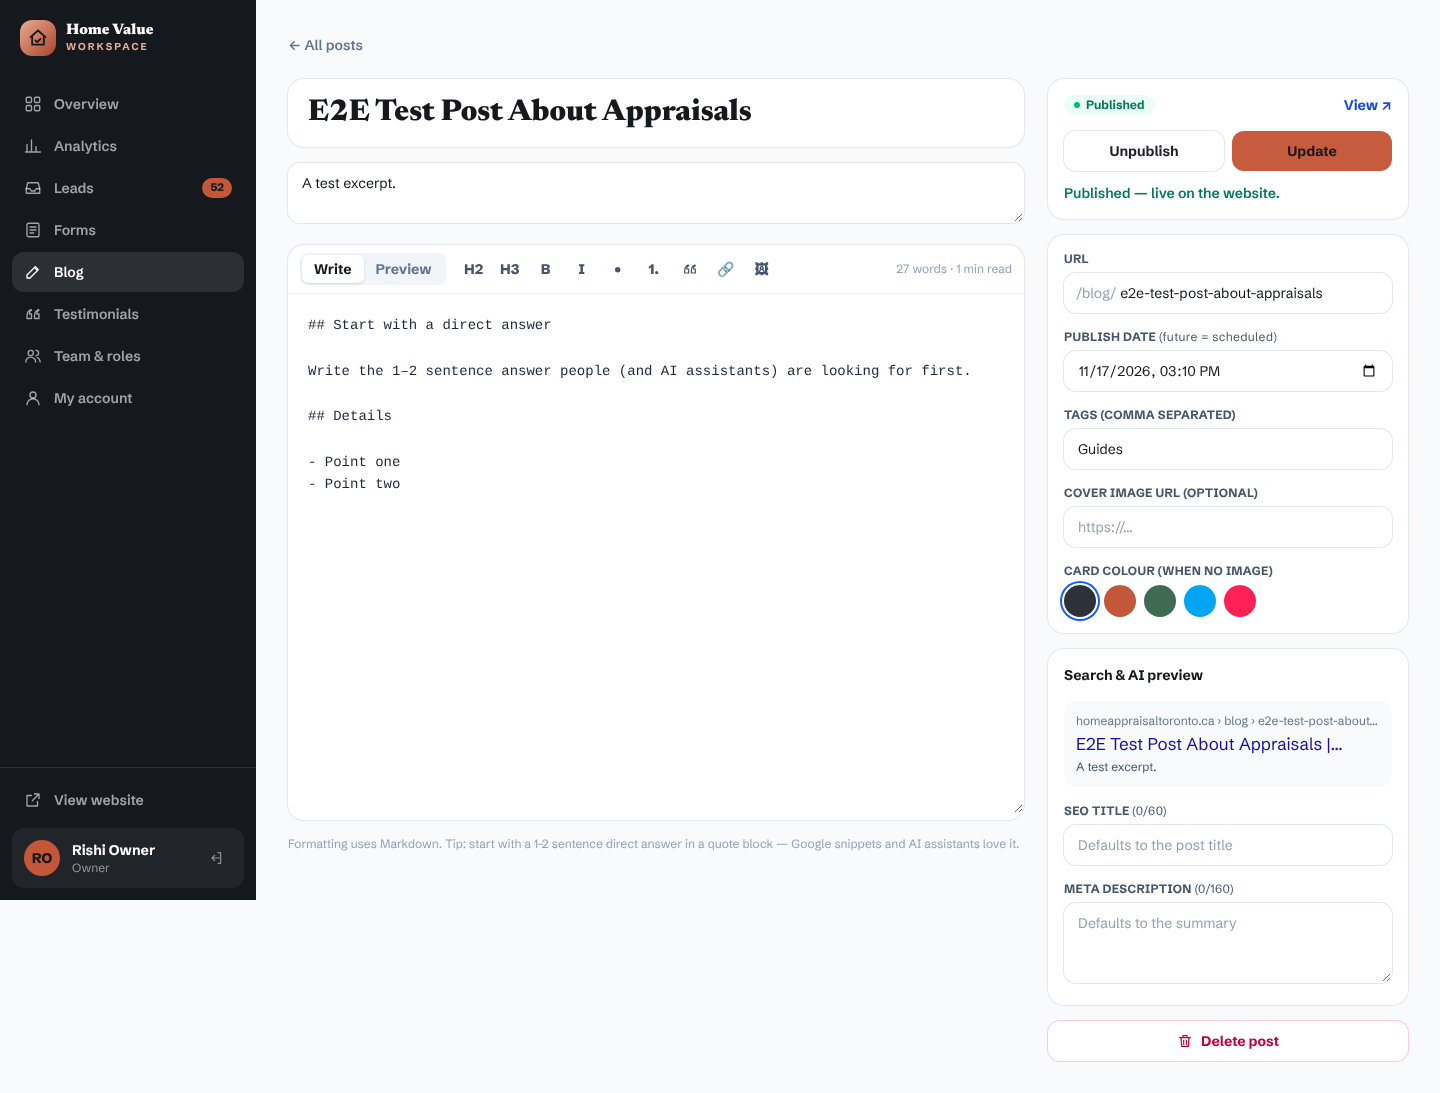 Home Value
WORKSPACE
Overview
Analytics
Leads 52
Forms
Blog
Testimonials
Team & roles
My account
View website
RO
Rishi Owner
Owner
← All posts
E2E Test Post About Appraisals
A test excerpt.
Write Preview H2 H3 B I • 1. 27 words · 1 min read
## Start with a direct answer
Write the 1–2 sentence answer people (and AI assistants) are looking for first.
## Details
- Point one
- Point two
Formatting uses Markdown. Tip: start with a 1-2 sentence direct answer in a quote block — Google snippets and AI assistants love it.
Published View ↗
Unpublish Update
Published — live on the website.
URL
/blog/ e2e-test-post-about-appraisals
PUBLISH DATE (future = scheduled)
11/17/2026, 03:10 PM
TAGS (COMMA SEPARATED)
Guides
COVER IMAGE URL (OPTIONAL)
https://...
CARD COLOUR (WHEN NO IMAGE)
Search & AI preview
homeappraisaltoronto.ca › blog › e2e-test-post-about...
E2E Test Post About Appraisals |...
A test excerpt.
SEO TITLE (0/60)
Defaults to the post title
META DESCRIPTION (0/160)
Defaults to the summary
Delete post